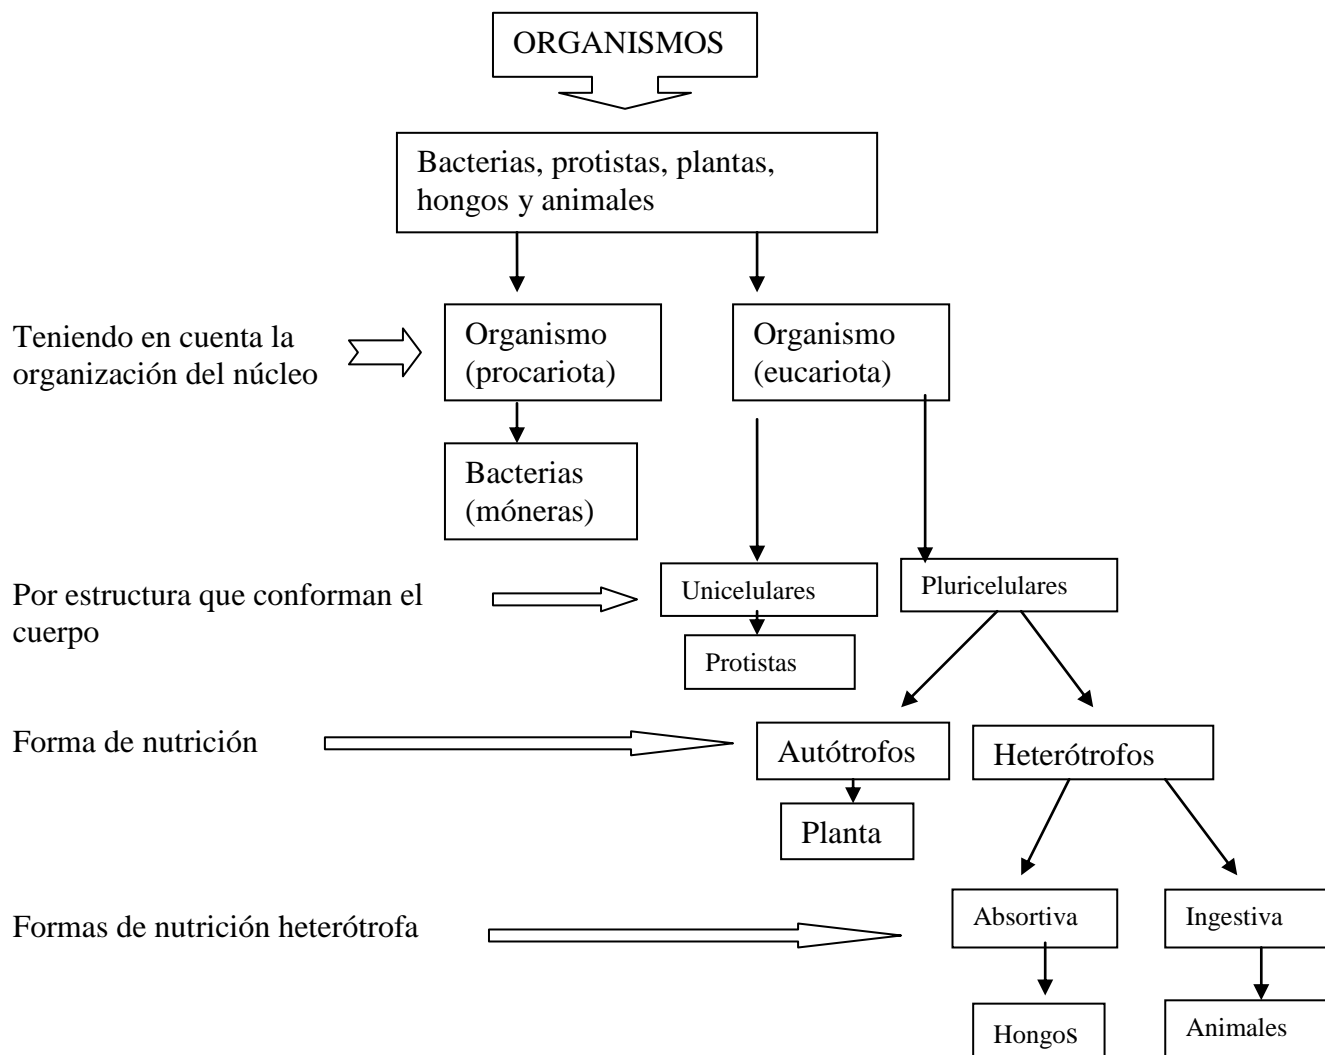 ORGANISMOS
Bacterias, protistas, plantas,
hongos y animales
Teniendo en cuenta la
organización del núcleo
Organismo
(procariota)
Organismo
(eucariota)
Bacterias
(móneras)
Por estructura que conforman el
cuerpo
Unicelulares
Pluricelulares
Protistas
Forma de nutrición
Autótrofos
Heterótrofos
Planta
Formas de nutrición heterótrofa
Absortiva
Ingestiva
Hongos
Animales